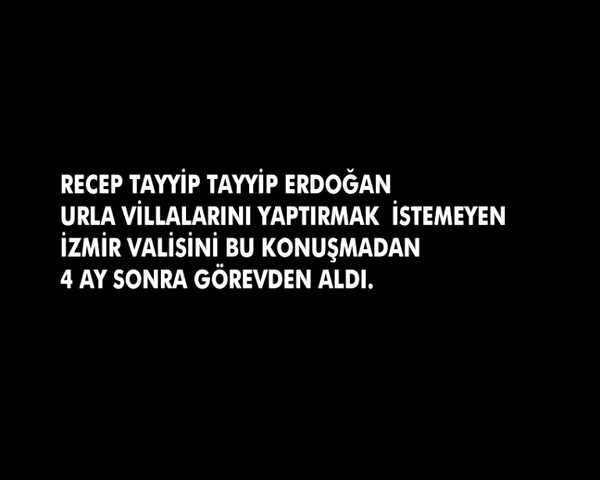 RECEP TAYYİP TAYYİP ERDOĞAN
URLA VİLLALARINI YAPTIRMAK İSTEMEYEN
İZMİR VALİSİNİ BU KONUŞMADAN
4 AY SONRA GÖREVDEN ALDI.